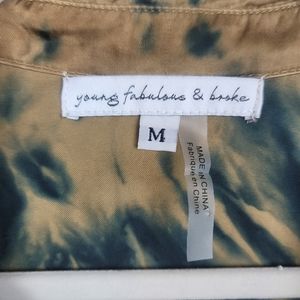 young fabulous & broke
M
MADE IN CHINA
Fabriqué en Chine